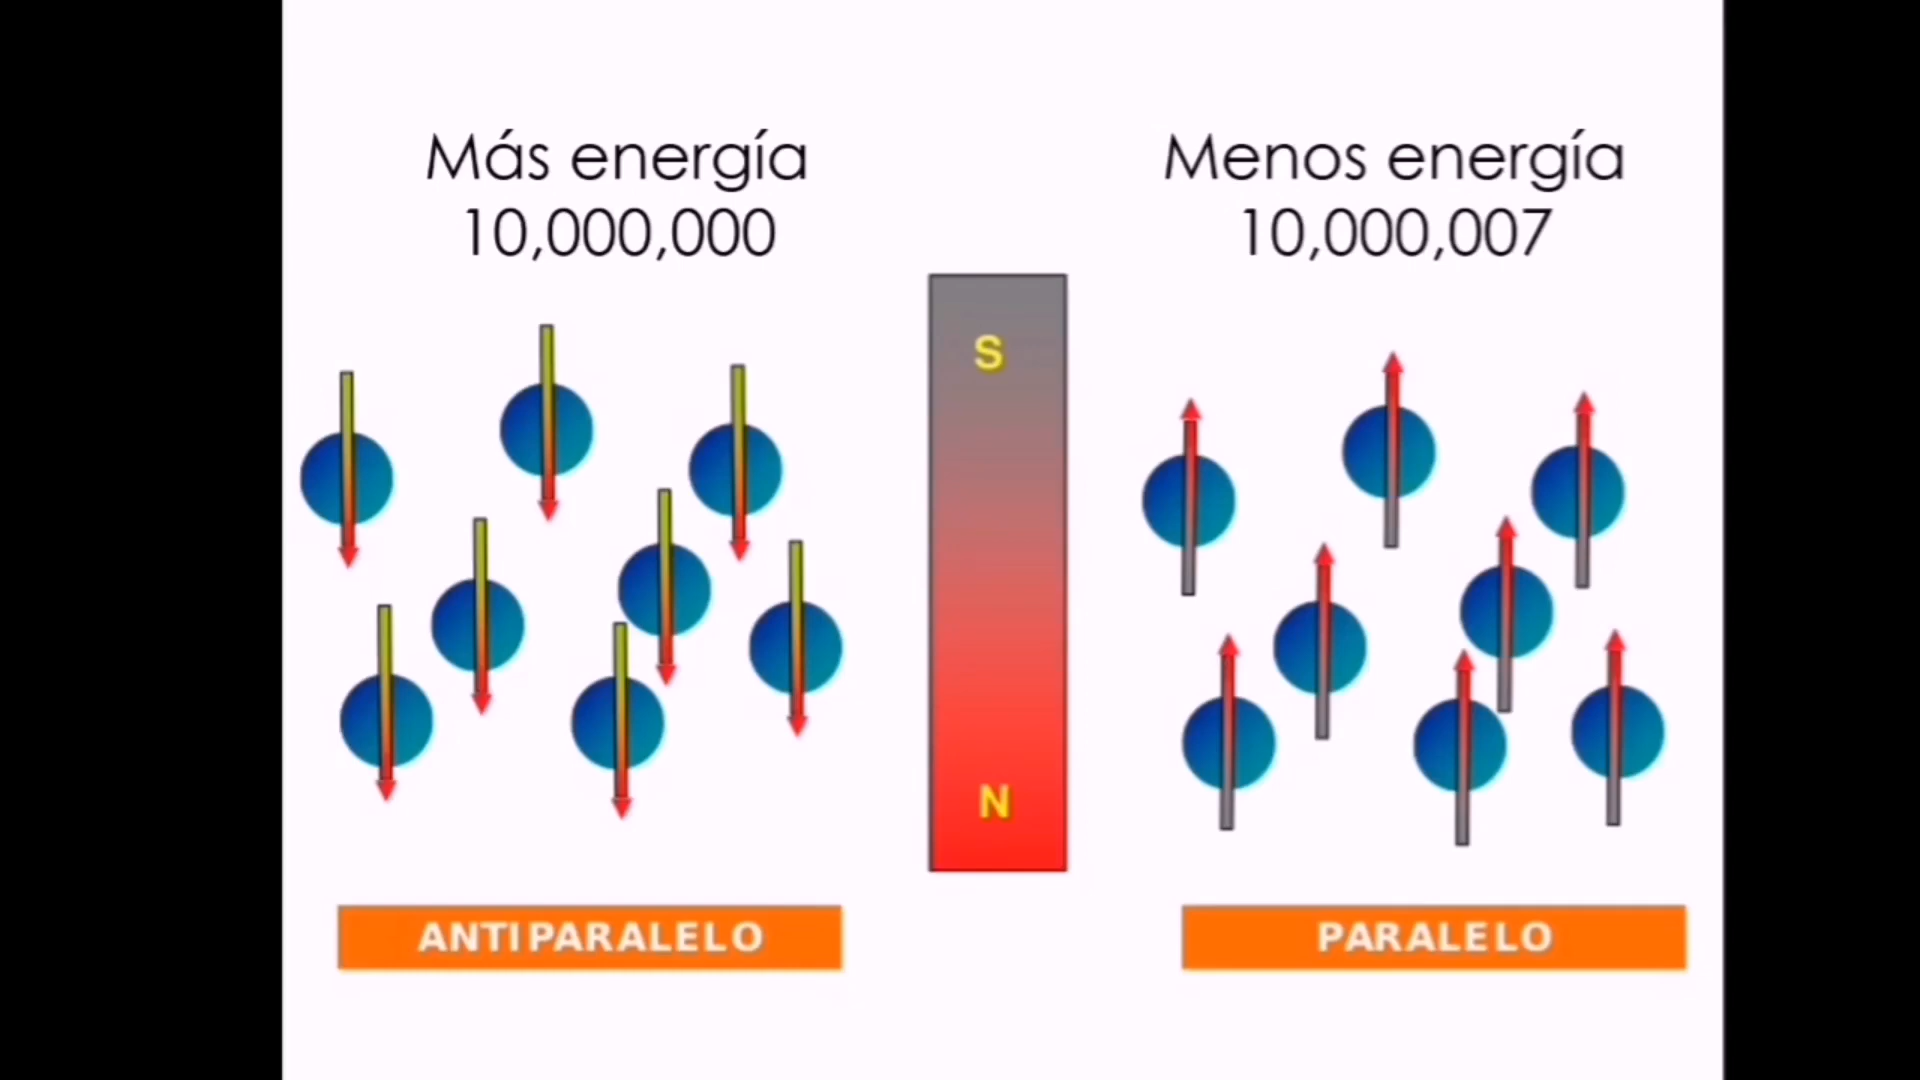 Más energía
10,000,000
Menos energía
10,000,007
S
N
ANTIPARALELO
PARALELO